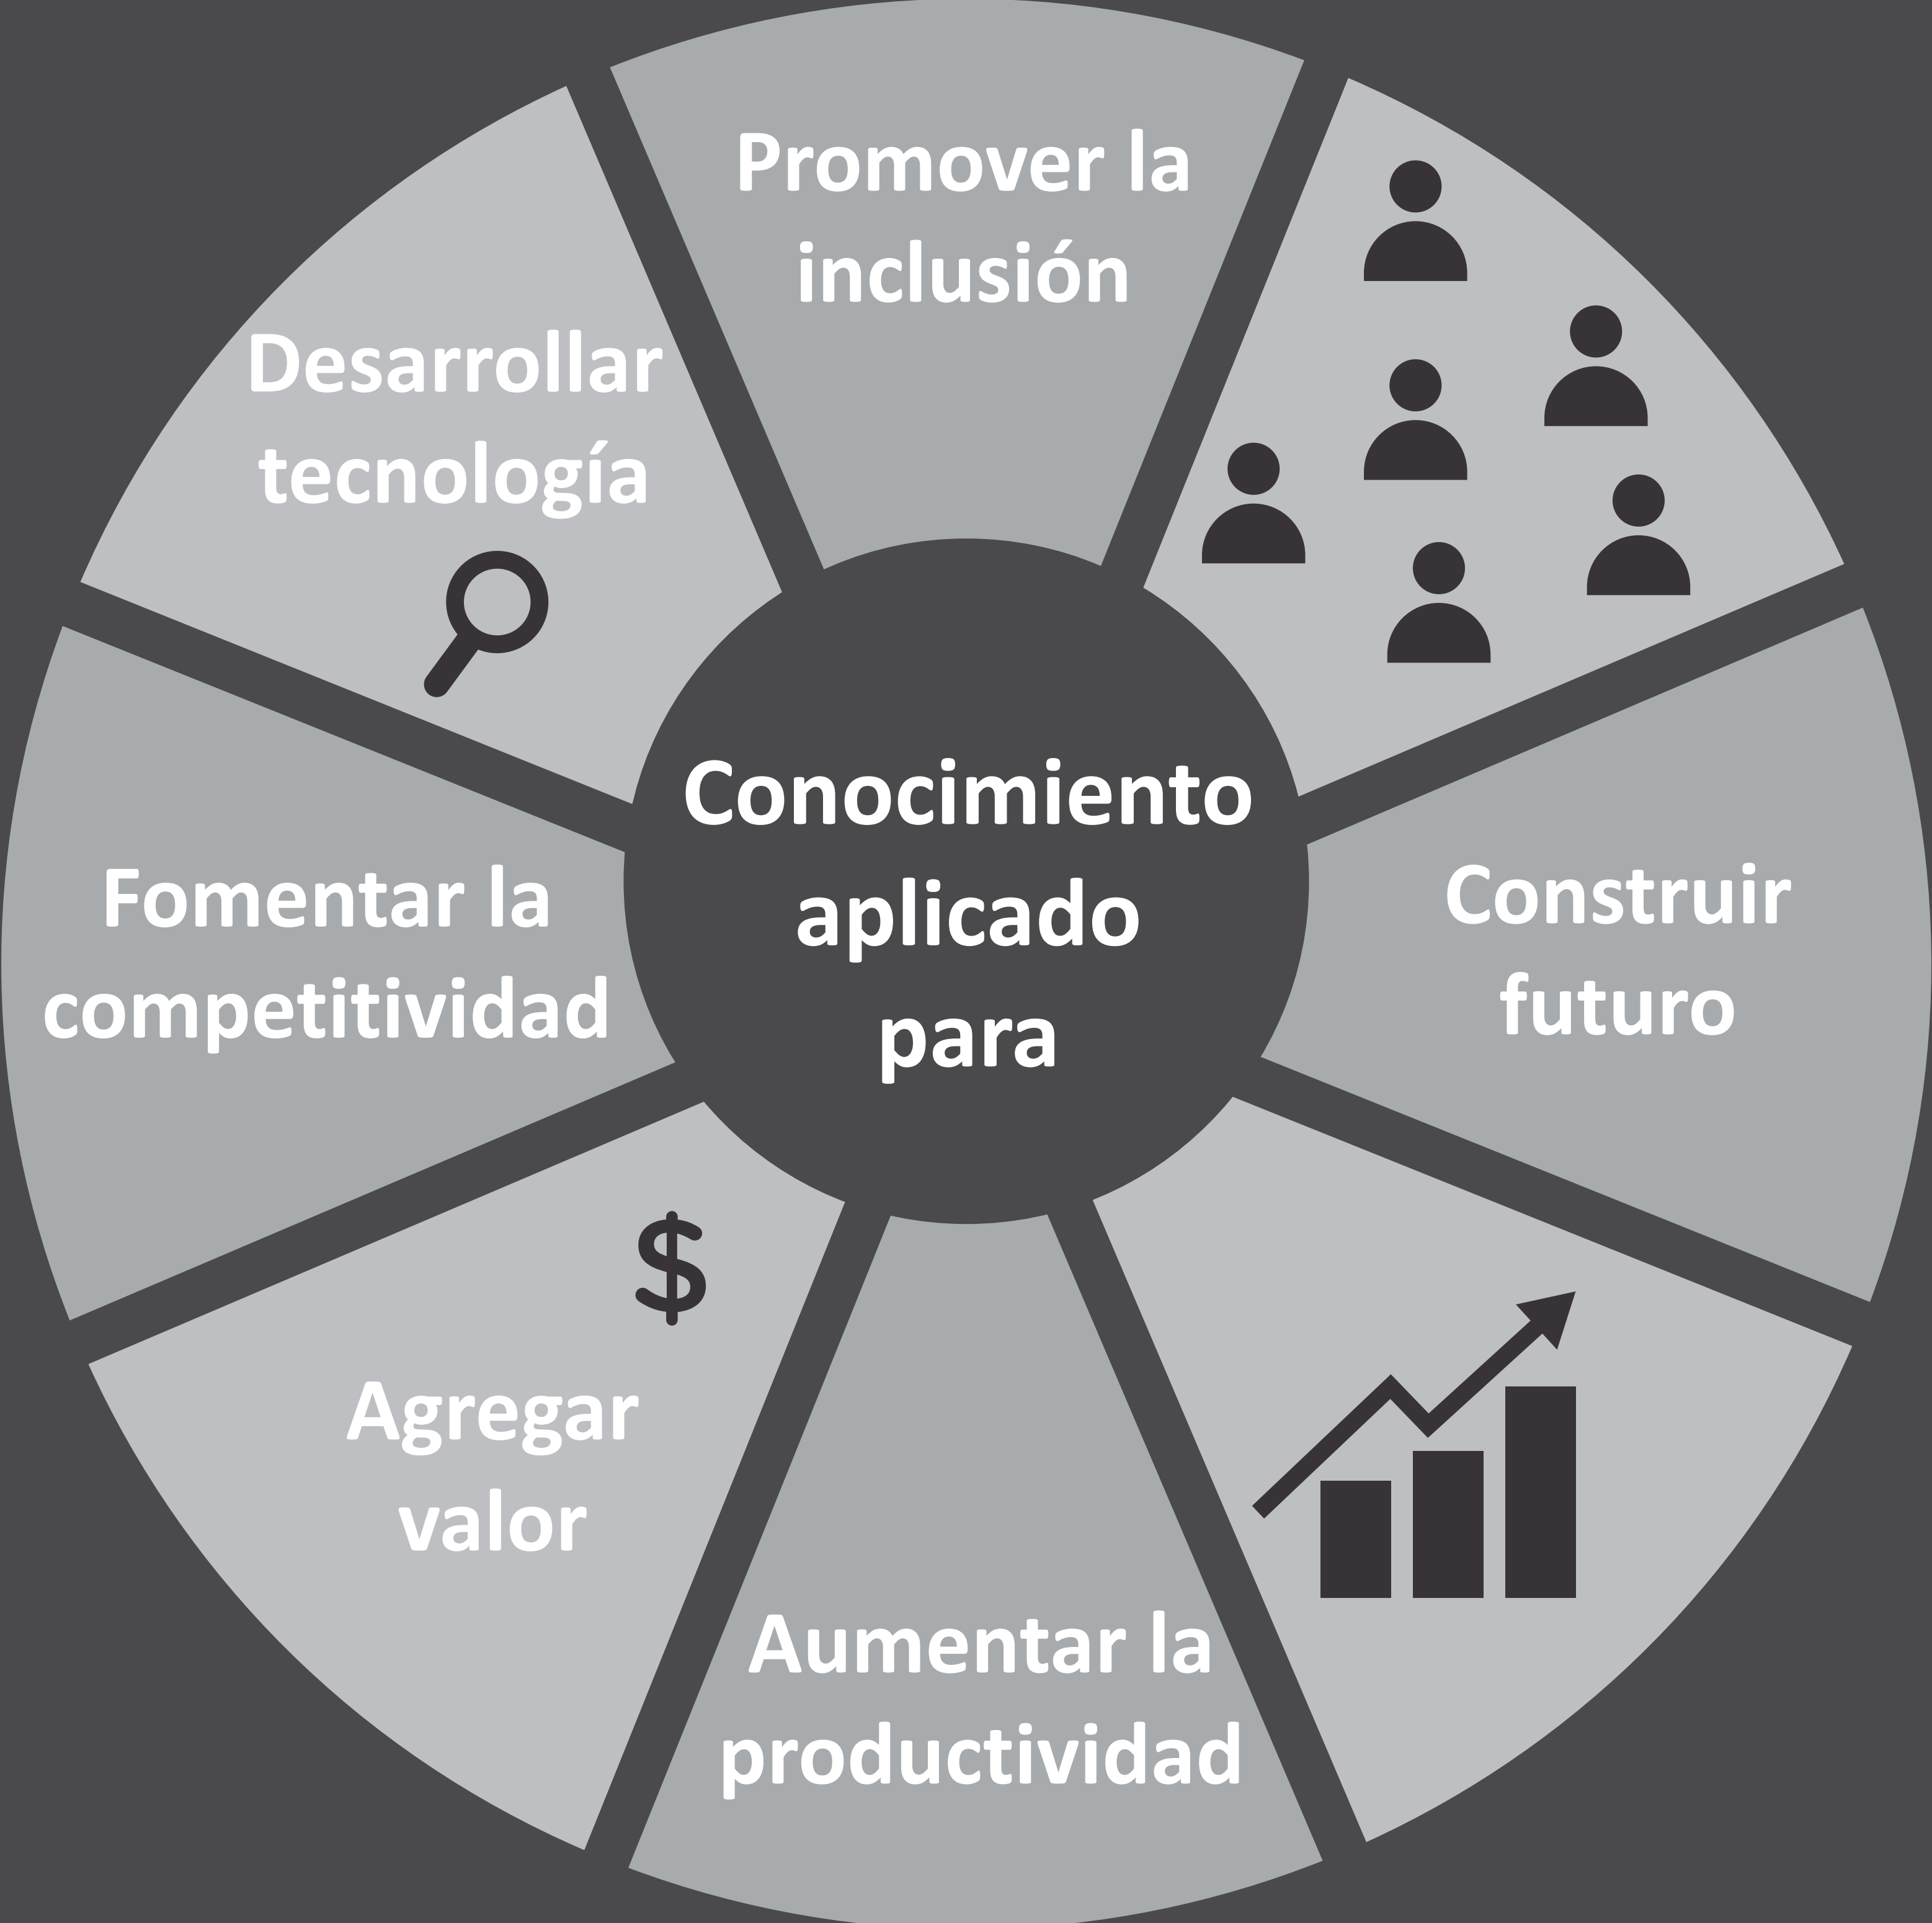 Promover la
inclusión
Desarrollar
tecnología
Conocimiento
aplicado
para
Fomentar la
competitividad
Construir
futuro
$
Agregar
valor
Aumentar la
productividad